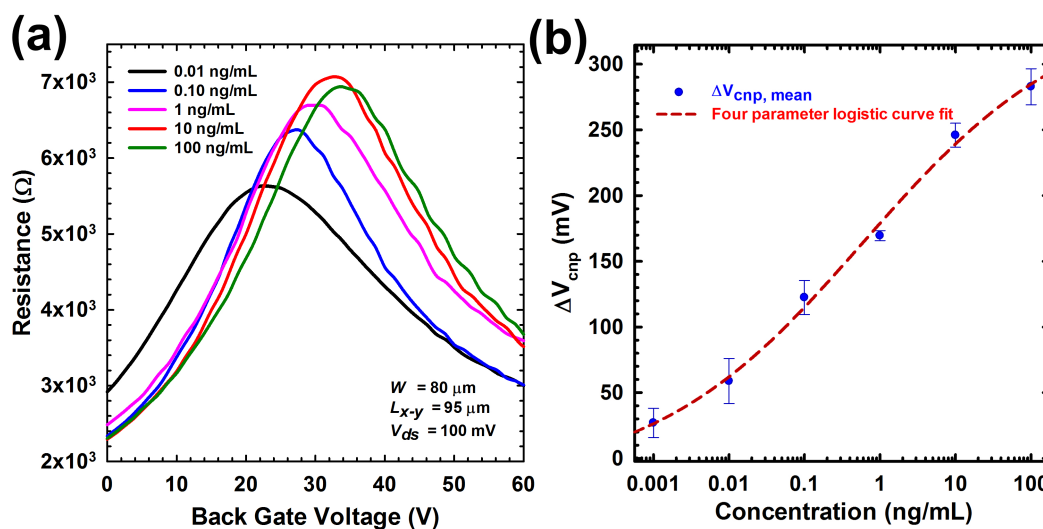 (a)
7x10³
6x10³
5x10³
4x10³
3x10³
2x10³
Resistance (Ω)
0.01 ng/mL
0.10 ng/mL
1 ng/mL
10 ng/mL
100 ng/mL
W = 80 μm
Lx-y = 95 μm
Vds = 100 mV
0 10 20 30 40 50 60
Back Gate Voltage (V)
(b)
300
250
200
150
100
50
0
ΔVcnp (mV)
ΔVcnp, mean
Four parameter logistic curve fit
0.001 0.01 0.1 1 10 100
Concentration (ng/mL)